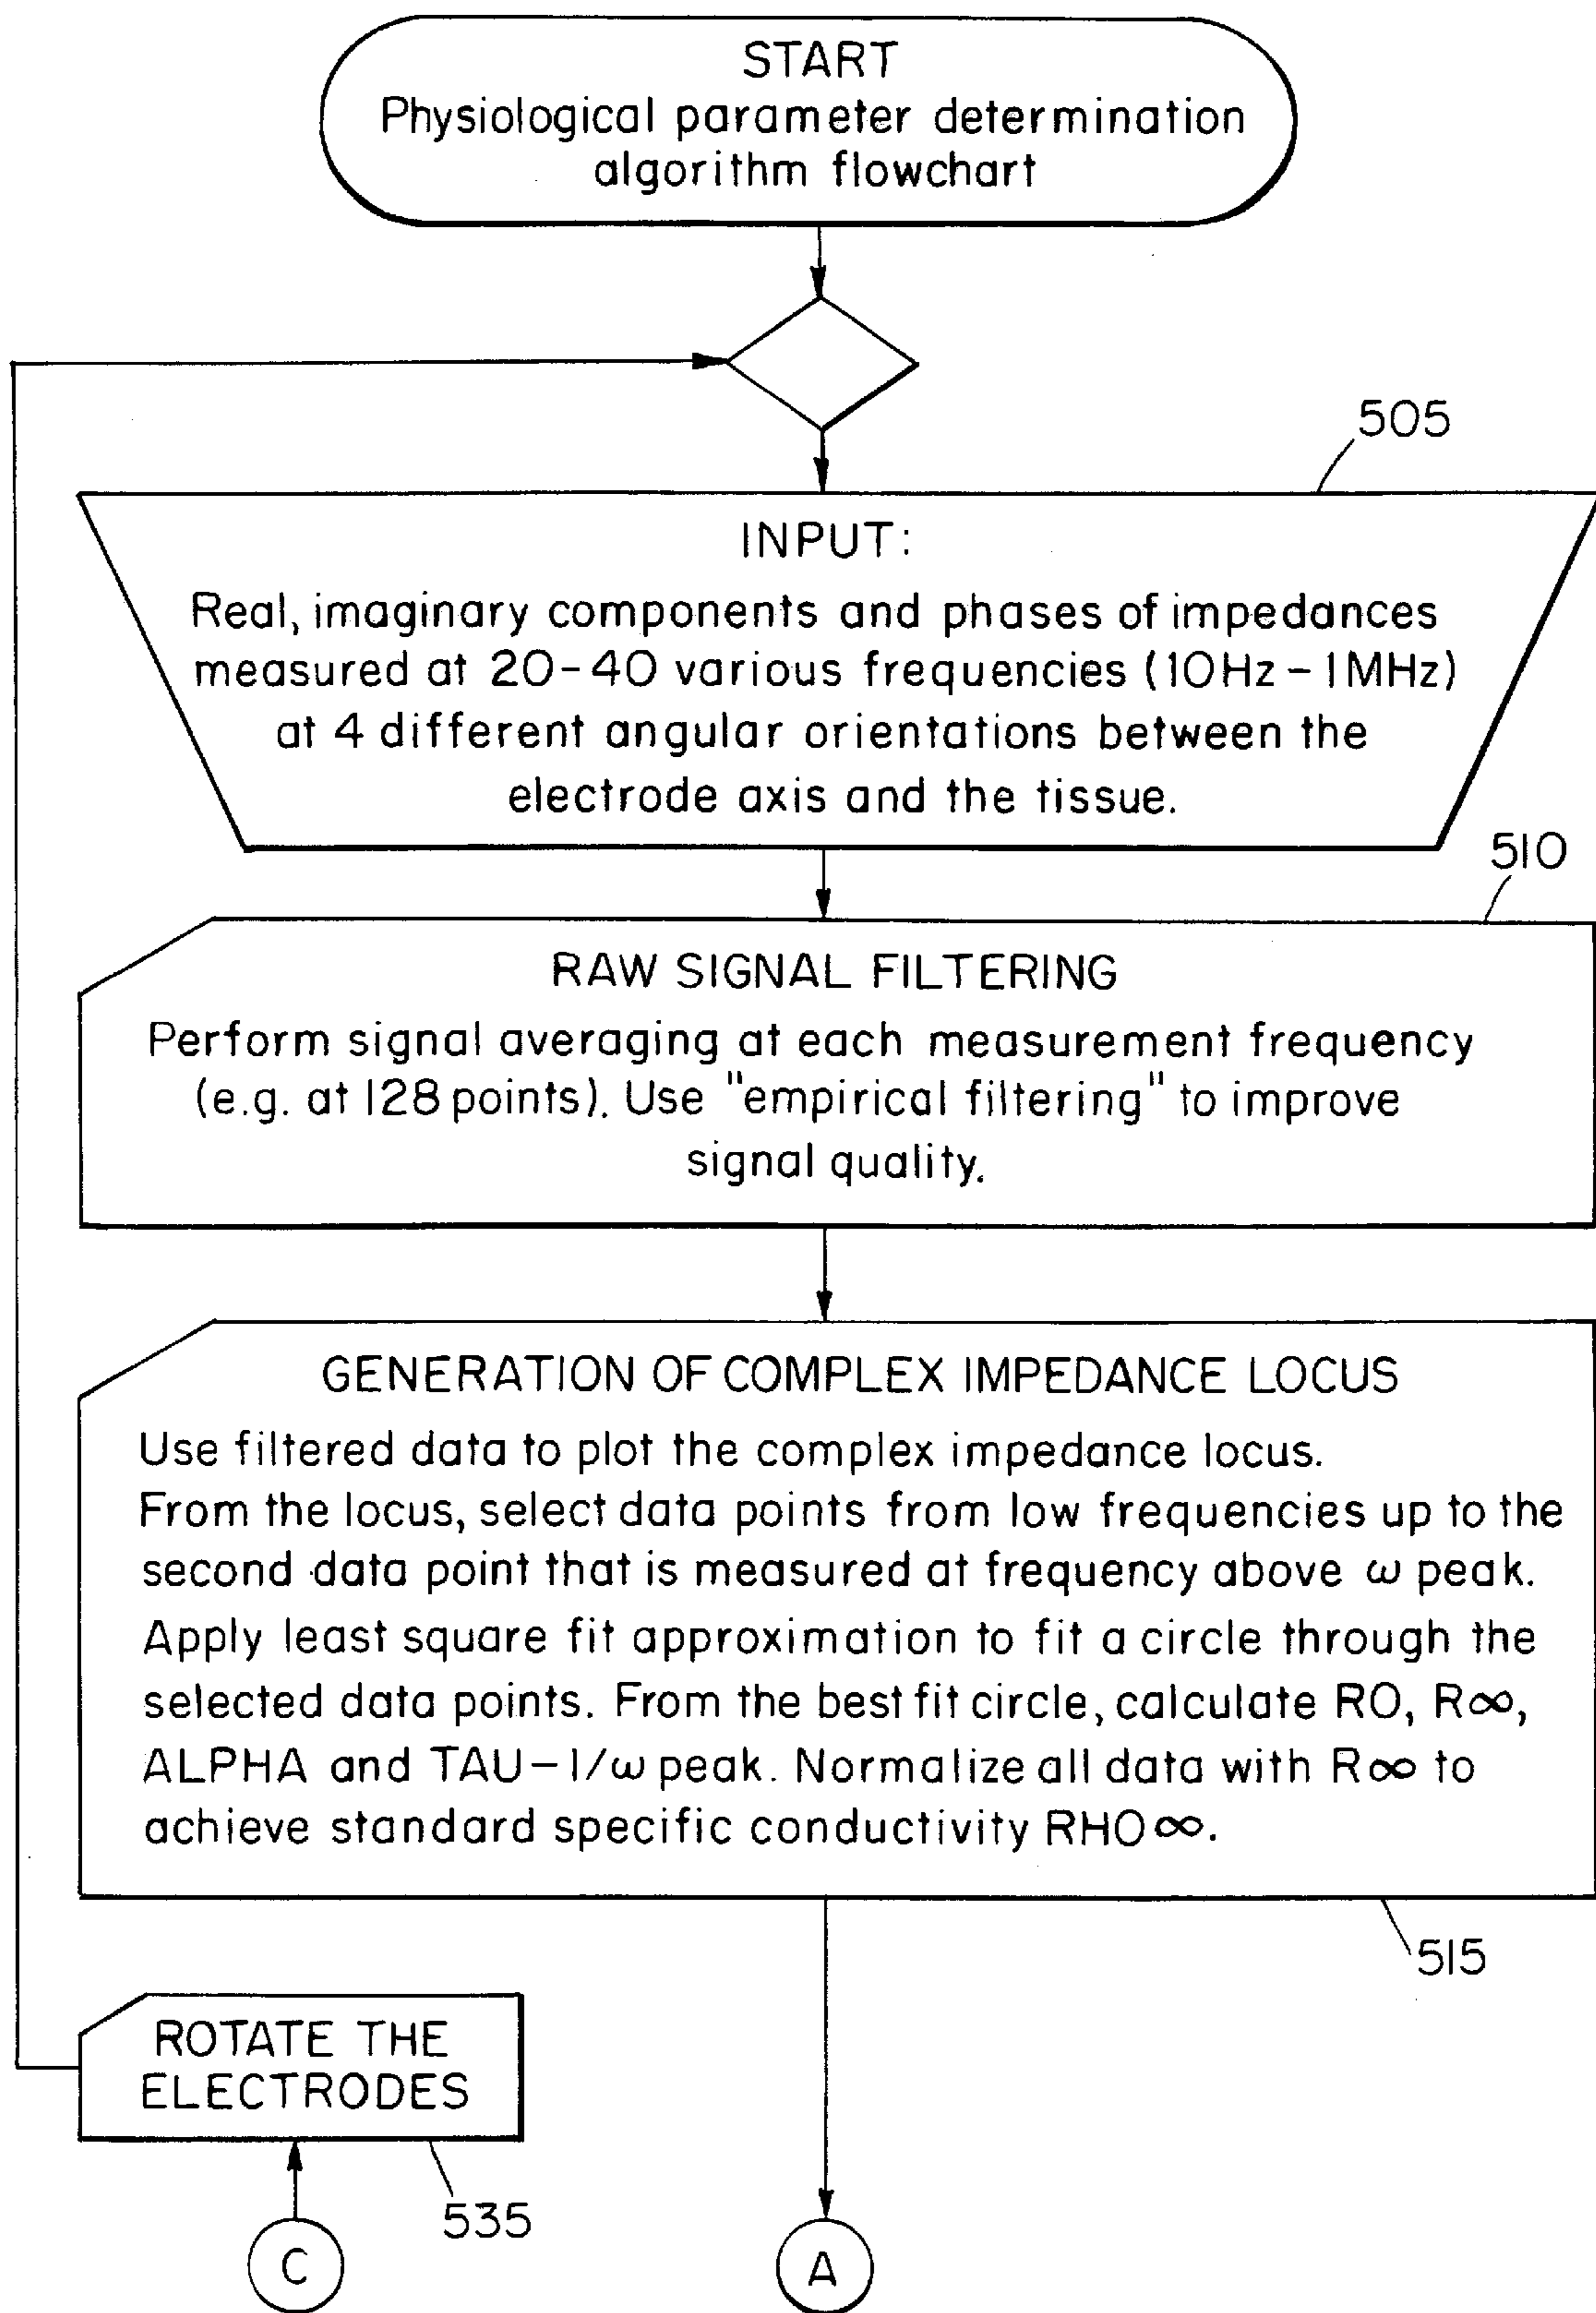 START
Physiological parameter determination
algorithm flowchart
505
INPUT:
Real, imaginary components and phases of impedances
measured at 20-40 various frequencies (10Hz - 1MHz)
at 4 different angular orientations between the
electrode axis and the tissue.
510
RAW SIGNAL FILTERING
Perform signal averaging at each measurement frequency
(e.g. at 128 points). Use "empirical filtering" to improve
signal quality.
GENERATION OF COMPLEX IMPEDANCE LOCUS
Use filtered data to plot the complex impedance locus.
From the locus, select data points from low frequencies up to the
second data point that is measured at frequency above ω peak.
Apply least square fit approximation to fit a circle through the
selected data points. From the best fit circle, calculate RO, R∞,
ALPHA and TAU-1/ω peak. Normalize all data with R∞ to
achieve standard specific conductivity RHO∞.
515
ROTATE THE
ELECTRODES
535
C
A